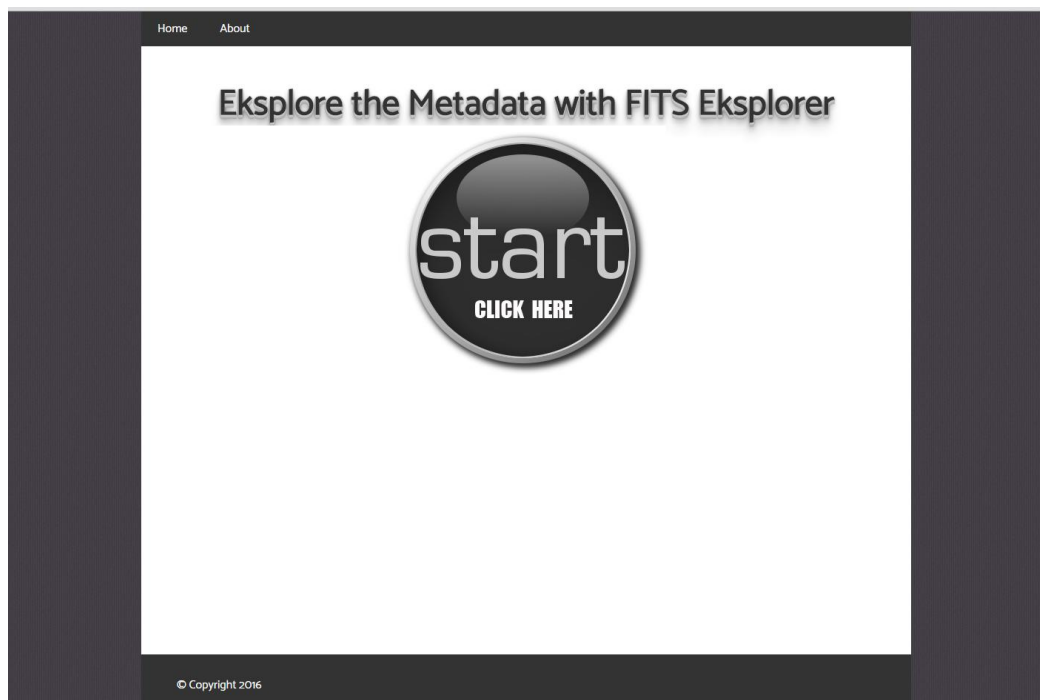 Home About
Eksplore the Metadata with FITS Eksplorer
start
CLICK HERE
© Copyright 2016